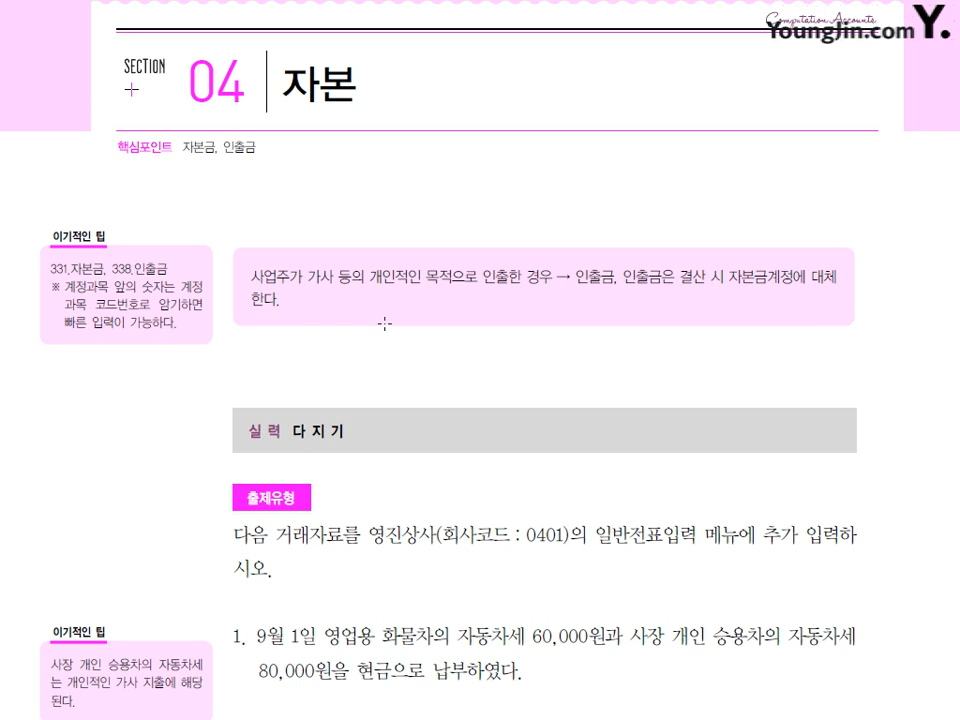 Computation Accounts
YoungJin.com Y.
SECTION
04 자본
핵심포인트 자본금, 인출금
이기적인 팁
331.자본금, 338.인출금
※ 계정과목 앞의 숫자는 계정
과목 코드번호로 암기하면
빠른 입력이 가능하다.
사업주가 가사 등의 개인적인 목적으로 인출한 경우 → 인출금, 인출금은 결산 시 자본금계정에 대체
한다.
실력 다지기
출제유형
다음 거래자료를 영진상사(회사코드 : 0401)의 일반전표입력 메뉴에 추가 입력하
시오.
이기적인 팁
사장 개인 승용차의 자동차세
는 개인적인 가사 지출에 해당
된다.
1. 9월 1일 영업용 화물차의 자동차세 60,000원과 사장 개인 승용차의 자동차세
80,000원을 현금으로 납부하였다.